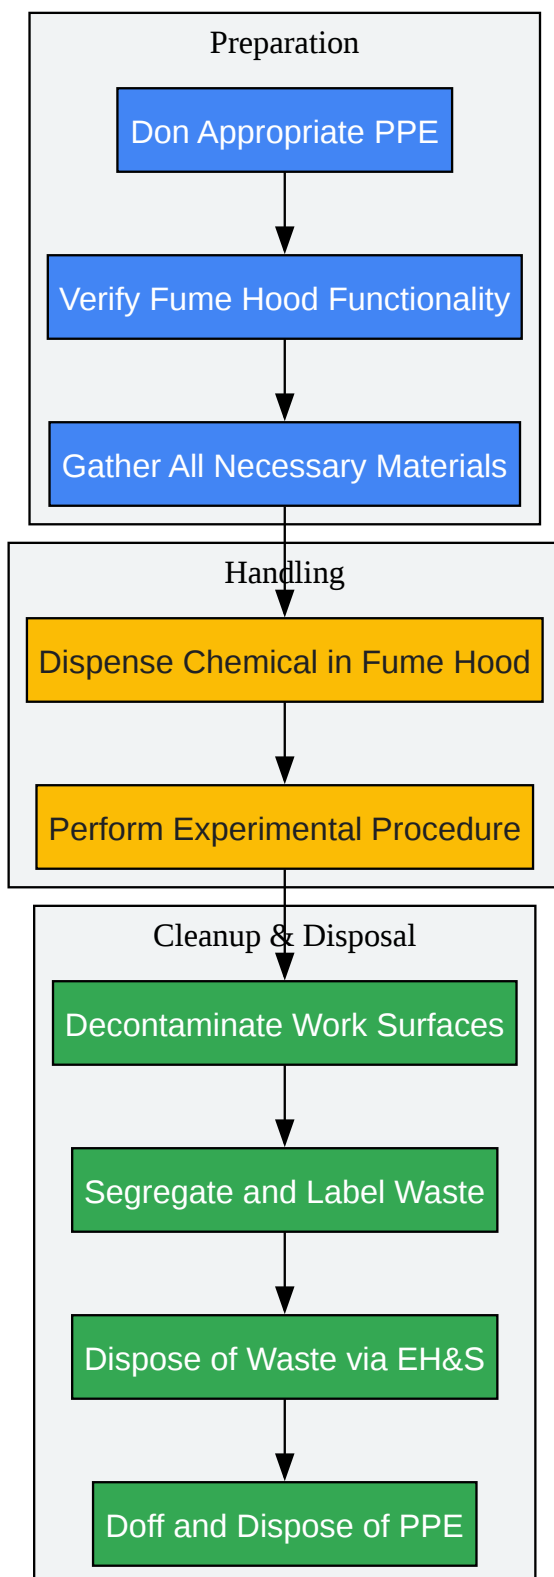 Preparation
Don Appropriate PPE
Verify Fume Hood Functionality
Gather All Necessary Materials
Handling
Dispense Chemical in Fume Hood
Perform Experimental Procedure
Cleanup & Disposal
Decontaminate Work Surfaces
Segregate and Label Waste
Dispose of Waste via EH&S
Doff and Dispose of PPE